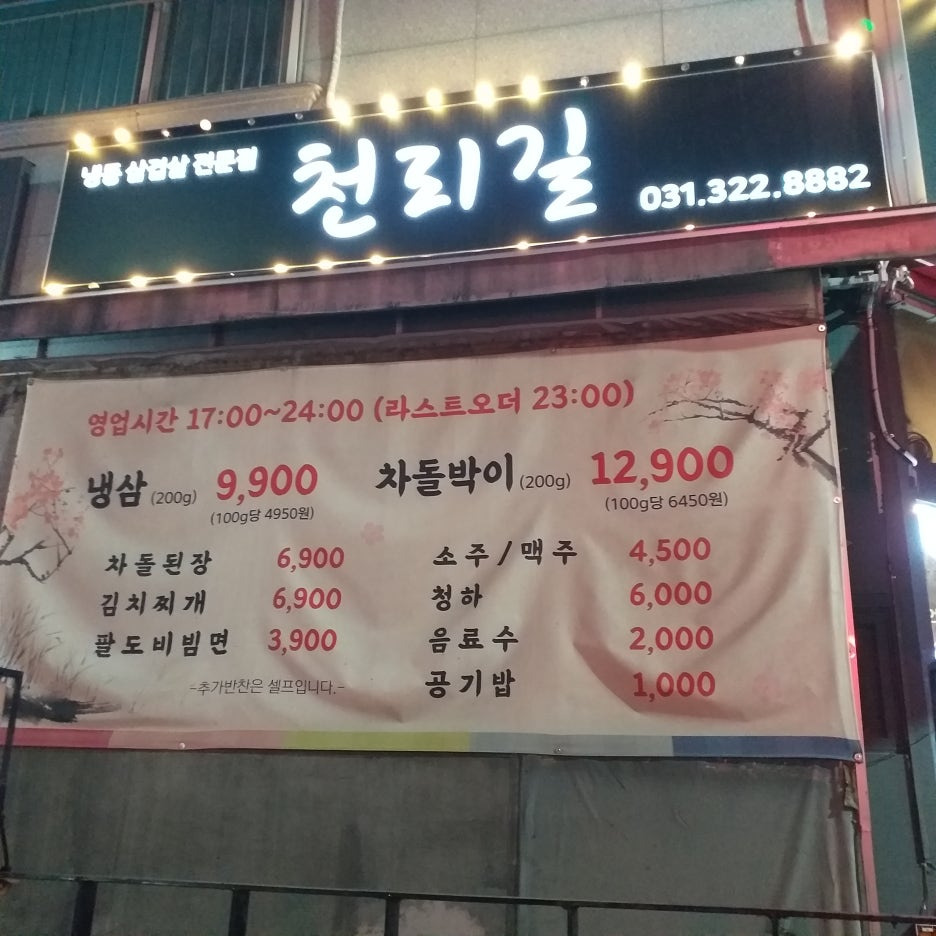 냉동 삼겹살 전문점
천리길
031.322.8882
영업시간 17:00~24:00 (라스트오더 23:00)
냉삼 (200g) 9,900
(100g당 4950원)
차돌박이 (200g) 12,900
(100g당 6450원)
차돌된장 6,900
김치찌개 6,900
팔도비빔면 3,900
-추가반찬은 셀프입니다.-
소주/맥주 4,500
청하 6,000
음료수 2,000
공기밥 1,000